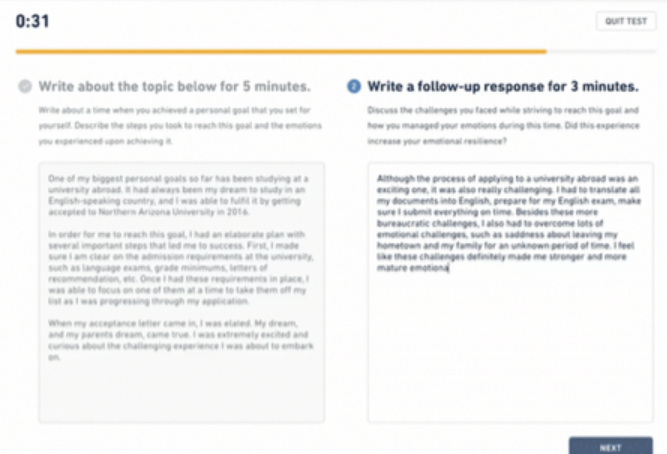 0:31
QUIT TEST
Write about the topic below for 5 minutes.
Write about a time when you achieved a personal goal that you set for
yourself. Describe the steps you took to reach this goal and the emotions
you experienced upon achieving it.
One of my biggest personal goals so far has been studying at a
university abroad. It had always been my dream to study in an
English-speaking country, and I was able to fulfil it by getting
accepted to Northern Arizona University in 2016.
In order for me to reach this goal, I had an elaborate plan with
several important steps that led me to success. First, I made
sure I am clear on the admission requirements at the university,
such as language exams, grade minimums, letters of
recommendation, etc. Once I had these requirements in place, I
was able to focus on one of them at a time to take them off my
list as I was progressing through my application.
When my acceptance letter came in, I was elated. My dream,
and my parents dream, came true. I was extremely excited and
curious about the challenging experience I was about to embark
on.
2
Write a follow-up response for 3 minutes.
Discuss the challenges you faced while striving to reach this goal and
how you managed your emotions during this time. Did this experience
increase your emotional resilience?
Although the process of applying to a university abroad was an
exciting one, it was also really challenging. I had to translate all
my documents into English, prepare for my English exam, make
sure I submit everything on time. Besides these more
bureaucratic challenges, I also had to overcome lots of
emotional challenges, such as saddness about leaving my
hometown and my family for an unknown period of time. I feel
like these challenges definitely made me stronger and more
mature emotiona
NEXT